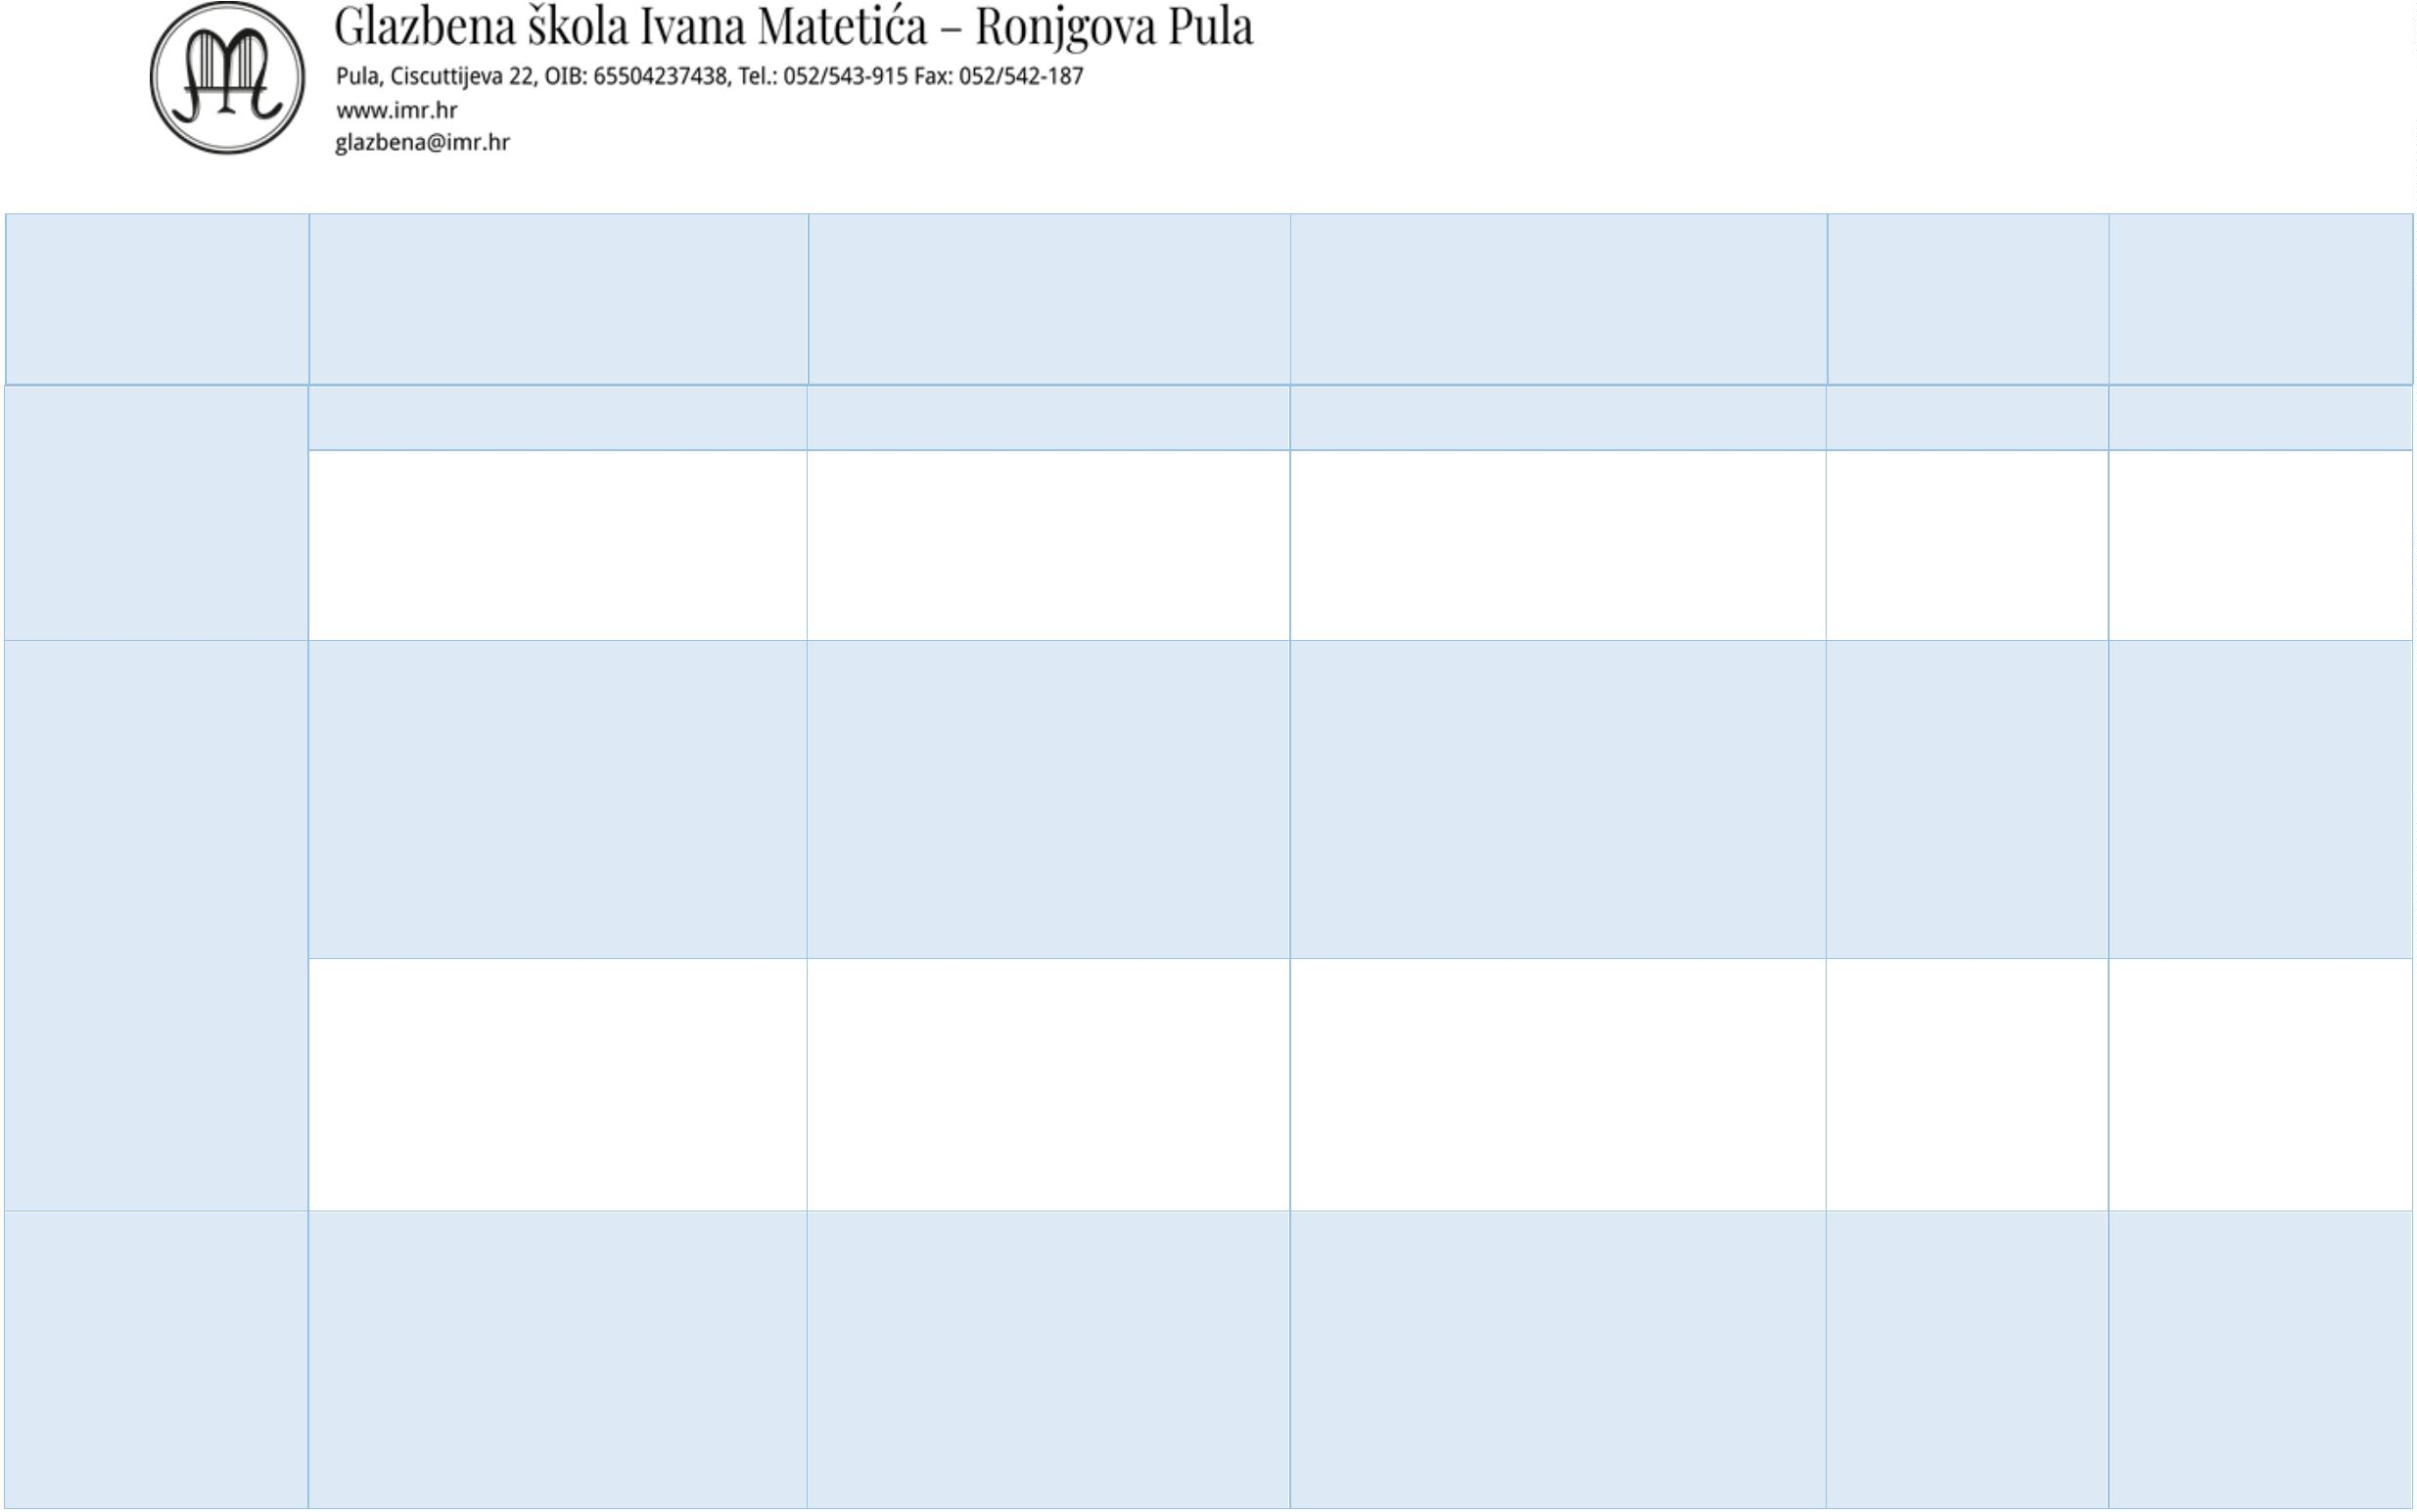 Glazbena škola Ivana Matetića – Ronjgova Pula
Pula, Ciscuttijeva 22, OIB: 65504237438, Tel.: 052/543-915 Fax: 052/542-187
www.imr.hr
glazbena@imr.hr